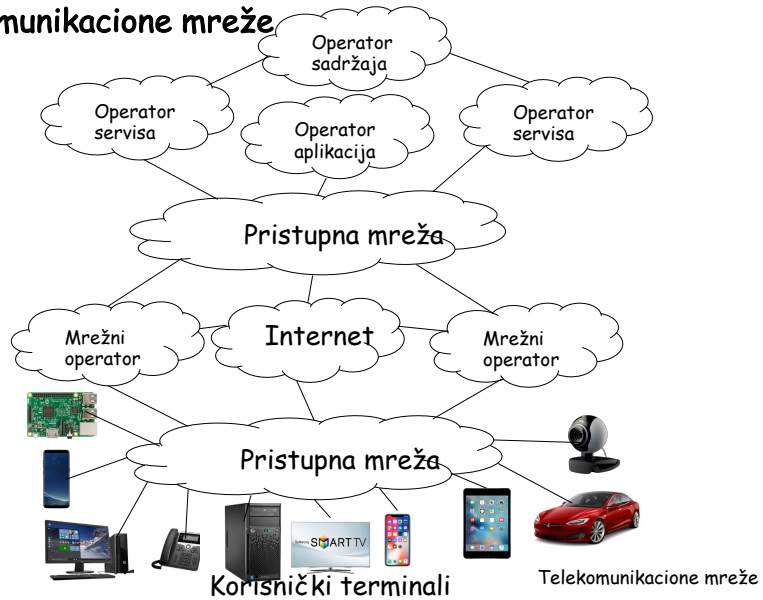 munikacione mreže
Operator
sadržaja
Operator
servisa
Operator
aplikacija
Operator
servisa
Pristupna mreža
Mrežni
operator
Internet
Mrežni
operator
Pristupna mreža
SMART TV
Korisnički terminali
Telekomunikacione mreže